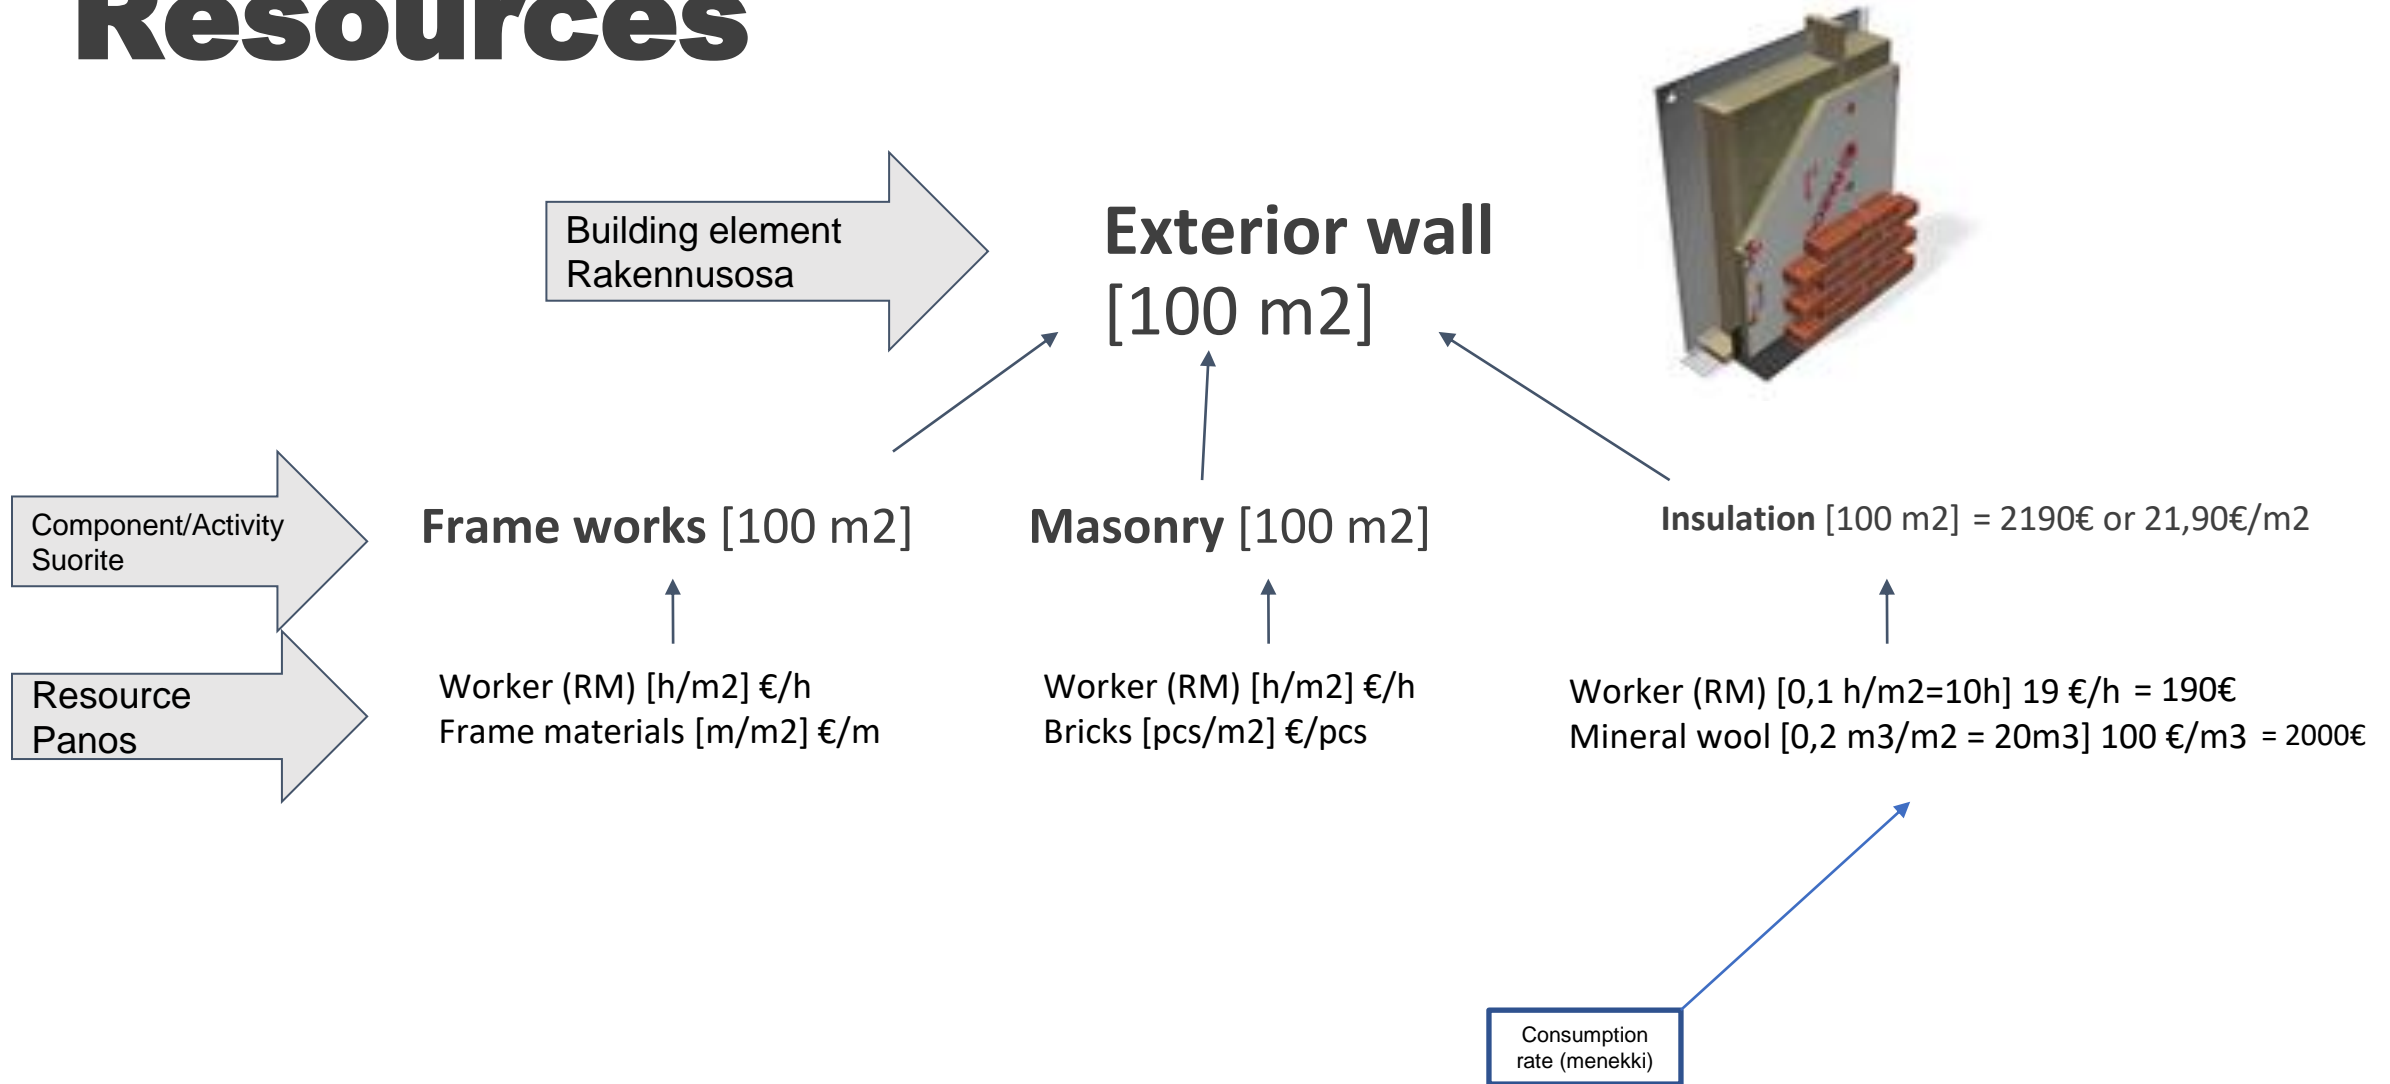 Resources
Building element
Rakennusosa
Exterior wall
[100 m2]
Component/Activity
Suorite
Frame works [100 m2]
Masonry [100 m2]
Insulation [100 m2] = 2190€ or 21,90€/m2
Resource
Panos
Worker (RM) [h/m2] €/h
Frame materials [m/m2] €/m
Worker (RM) [h/m2] €/h
Bricks [pcs/m2] €/pcs
Worker (RM) [0,1 h/m2=10h] 19 €/h = 190€
Mineral wool [0,2 m3/m2 = 20m3] 100 €/m3 = 2000€
Consumption
rate (menekki)